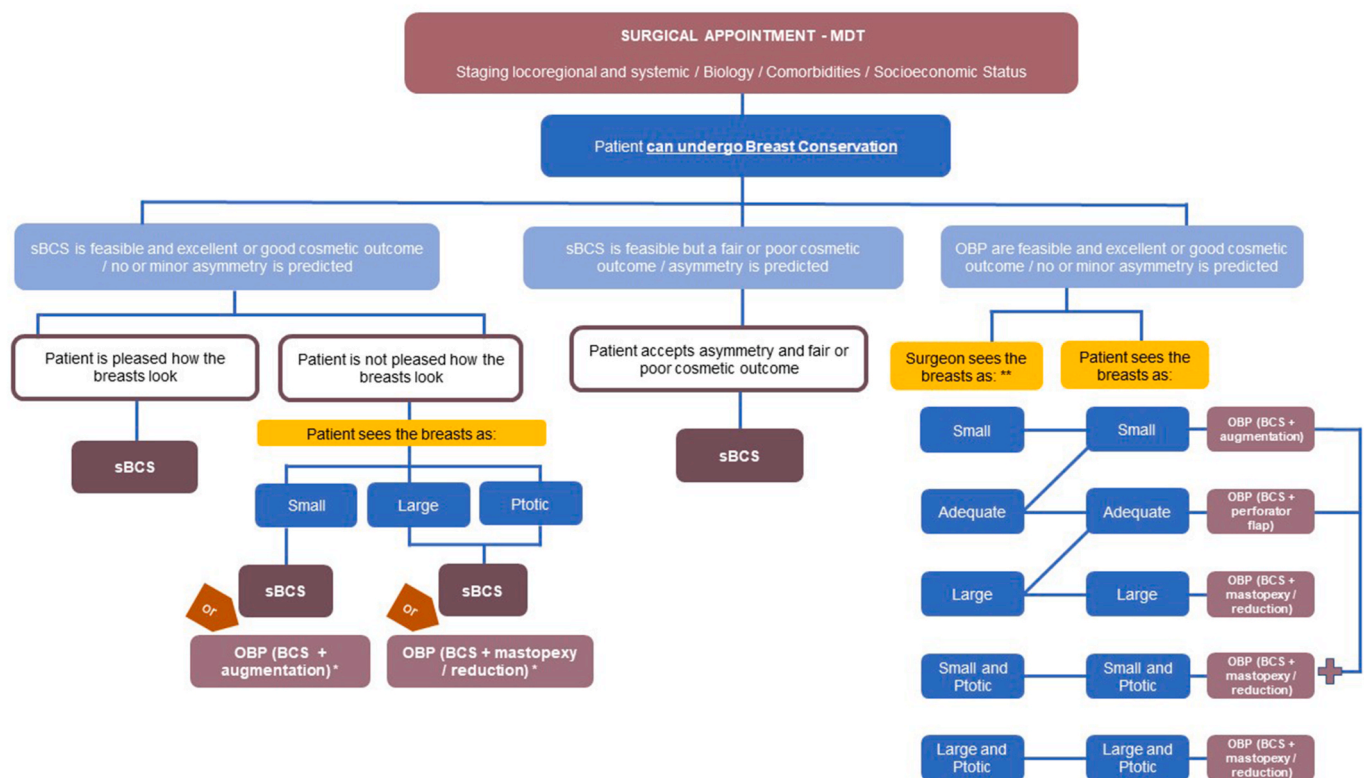 SURGICAL APPOINTMENT - MDT
Staging locoregional and systemic / Biology / Comorbidities / Socioeconomic Status
Patient can undergo Breast Conservation
sBCS is feasible and excellent or good cosmetic outcome
/ no or minor asymmetry is predicted
sBCS is feasible but a fair or poor cosmetic
outcome / asymmetry is predicted
OBP are feasible and excellent or good cosmetic
outcome / no or minor asymmetry is predicted
Patient is pleased how the
breasts look
Patient is not pleased how the
breasts look
Patient accepts asymmetry and fair or
poor cosmetic outcome
Surgeon sees the
breasts as: **
Patient sees the
breasts as:
sBCS
Patient sees the breasts as:
Small
Large
Ptotic
sBCS
or
OBP (BCS +
augmentation) *
sBCS
or
OBP (BCS + mastopexy
/ reduction) *
sBCS
Small
Small
OBP (BCS +
augmentation)
Adequate
Adequate
OBP (BCS +
perforator
flap)
Large
Large
OBP (BCS +
mastopexy /
reduction)
Small and
Ptotic
Small and
Ptotic
OBP (BCS +
mastopexy /
reduction)
Large and
Ptotic
Large and
Ptotic
OBP (BCS +
mastopexy /
reduction)